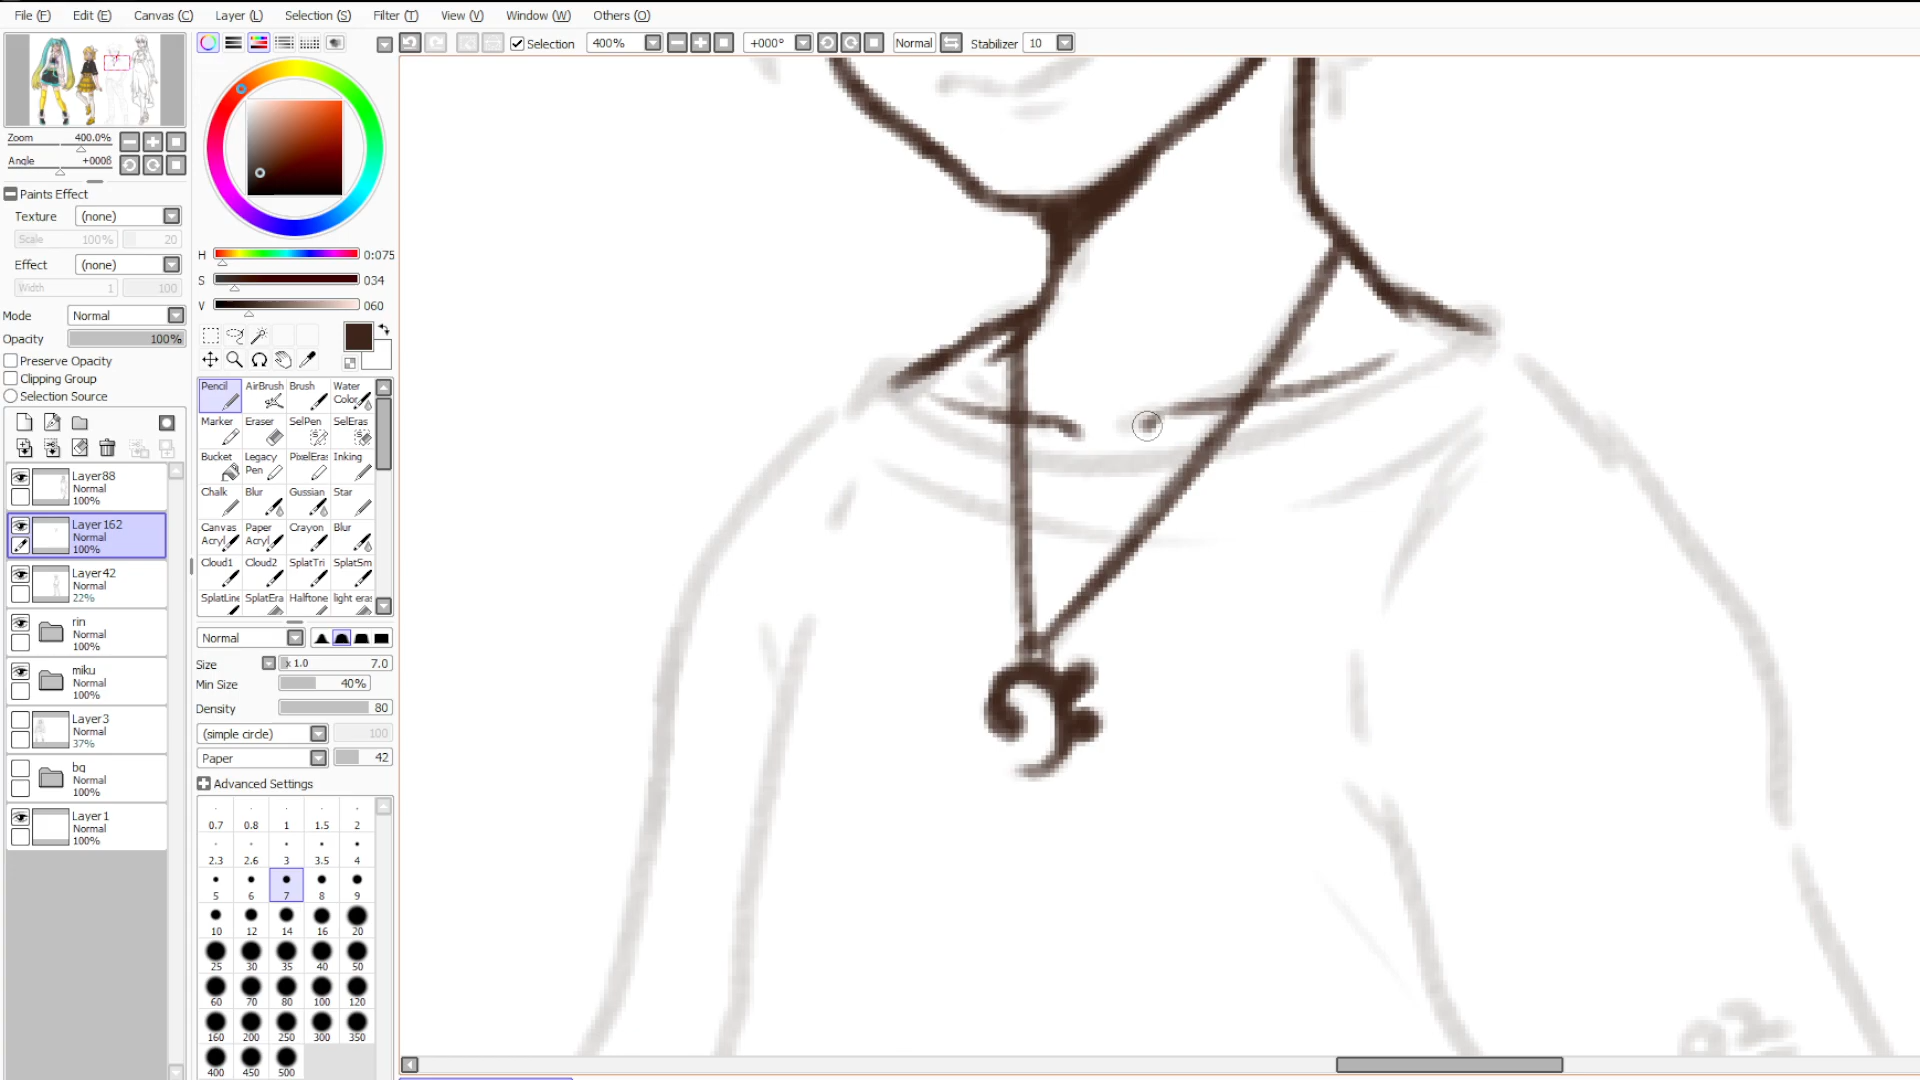 File (F) Edit (E) Canvas (C) Layer (L) Selection (S) Filter (T) View (V) Window (W) Others (O)
Selection 400% +000° Normal Stabilizer 10
Zoom 400.0%
Angle +000ß
Paints Effect
Texture (none)
Scale 100% 20
Effect (none)
Width 1 100
Mode Normal
Opacity 100%
Preserve Opacity
Clipping Group
Selection Source
Layer88
Normal
100%
Layer162
Normal
100%
Layer42
Normal
22%
rin
Normal
100%
miku
Normal
100%
Layer3
Normal
37%
bg
Normal
100%
Layer1
Normal
100%
H 0:075
S 034
V 060
Pencil AirBrush Brush Water Color
Marker Eraser SelPen SelEras
Bucket Legacy Pen PixelEras Inking
Chalk Blur Gussian Star
Canvas Acryl Paper Acryl Crayon Blur
Cloud1 Cloud2 SplatTri SplatSm
SplatLine SplatEra Halftone light era
Normal
Size x 1.0 7.0
Min Size 40%
Density 80
(simple circle) 100
Paper 42
Advanced Settings
0.7 0.8 1 1.5 2
2.3 2.6 3 3.5 4
5 6 7 8 9
10 12 14 16 20
25 30 35 40 50
60 70 80 100 120
160 200 250 300 350
400 450 500